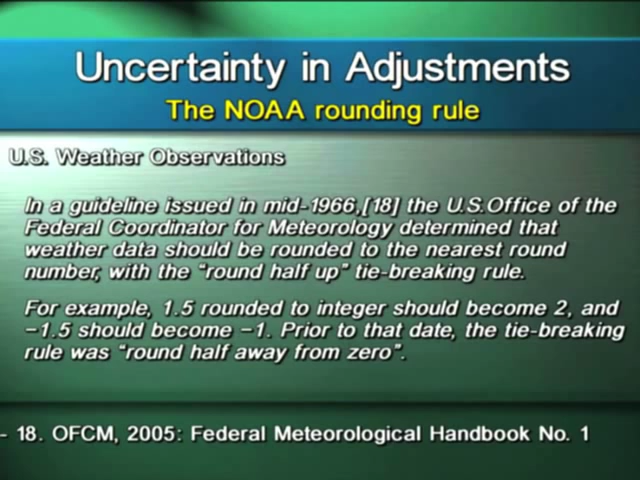 Uncertainty in Adjustments
The NOAA rounding rule
U.S. Weather Observations
In a guideline issued in mid-1966,[18] the U.S.Office of the
Federal Coordinator for Meteorology determined that
weather data should be rounded to the nearest round
number, with the “round half up” tie-breaking rule.
For example, 1.5 rounded to integer should become 2, and
−1.5 should become −1. Prior to that date, the tie-breaking
rule was “round half away from zero”.
- 18. OFCM, 2005: Federal Meteorological Handbook No. 1